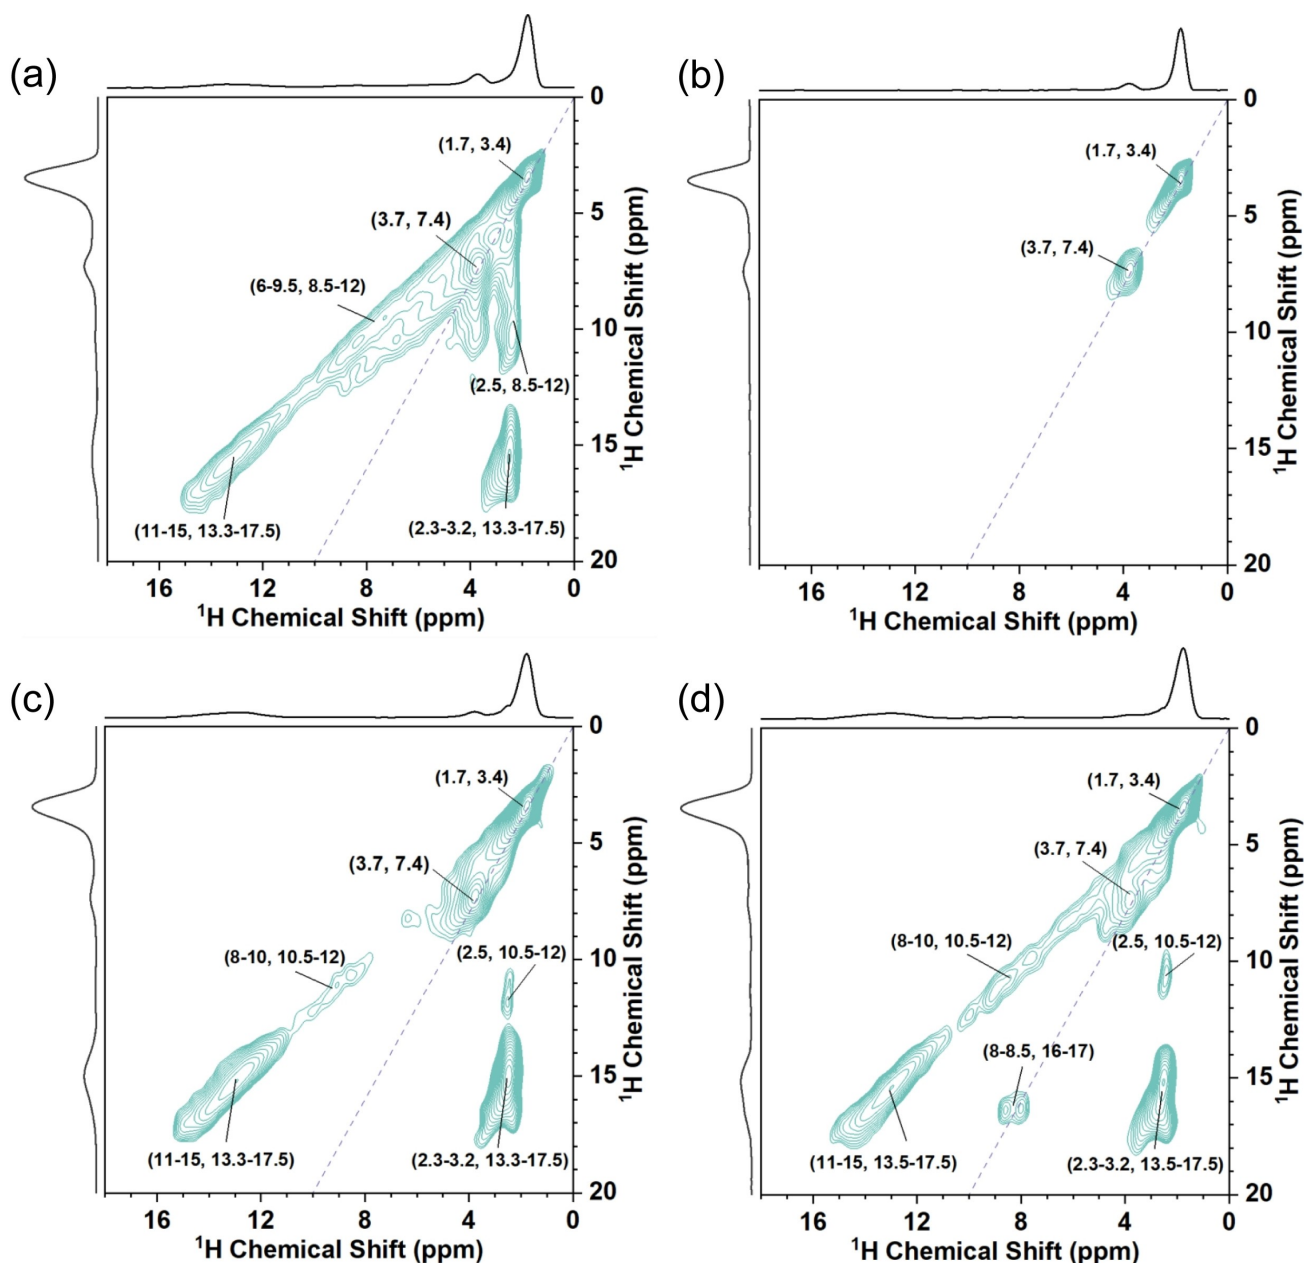 (a)
(1.7, 3.4)
(3.7, 7.4)
(6-9.5, 8.5-12)
(2.5, 8.5-12)
(11-15, 13.3-17.5)
(2.3-3.2, 13.3-17.5)
0
5
10
15
20
¹H Chemical Shift (ppm)
16 12 8 4 0
¹H Chemical Shift (ppm)
(b)
(1.7, 3.4)
(3.7, 7.4)
0
5
10
15
20
¹H Chemical Shift (ppm)
16 12 8 4 0
¹H Chemical Shift (ppm)
(c)
(1.7, 3.4)
(3.7, 7.4)
(8-10, 10.5-12)
(2.5, 10.5-12)
(11-15, 13.3-17.5)
(2.3-3.2, 13.3-17.5)
0
5
10
15
20
¹H Chemical Shift (ppm)
16 12 8 4 0
¹H Chemical Shift (ppm)
(d)
(1.7, 3.4)
(3.7, 7.4)
(8-10, 10.5-12)
(2.5, 10.5-12)
(8-8.5, 16-17)
(11-15, 13.5-17.5)
(2.3-3.2, 13.5-17.5)
0
5
10
15
20
¹H Chemical Shift (ppm)
16 12 8 4 0
¹H Chemical Shift (ppm)